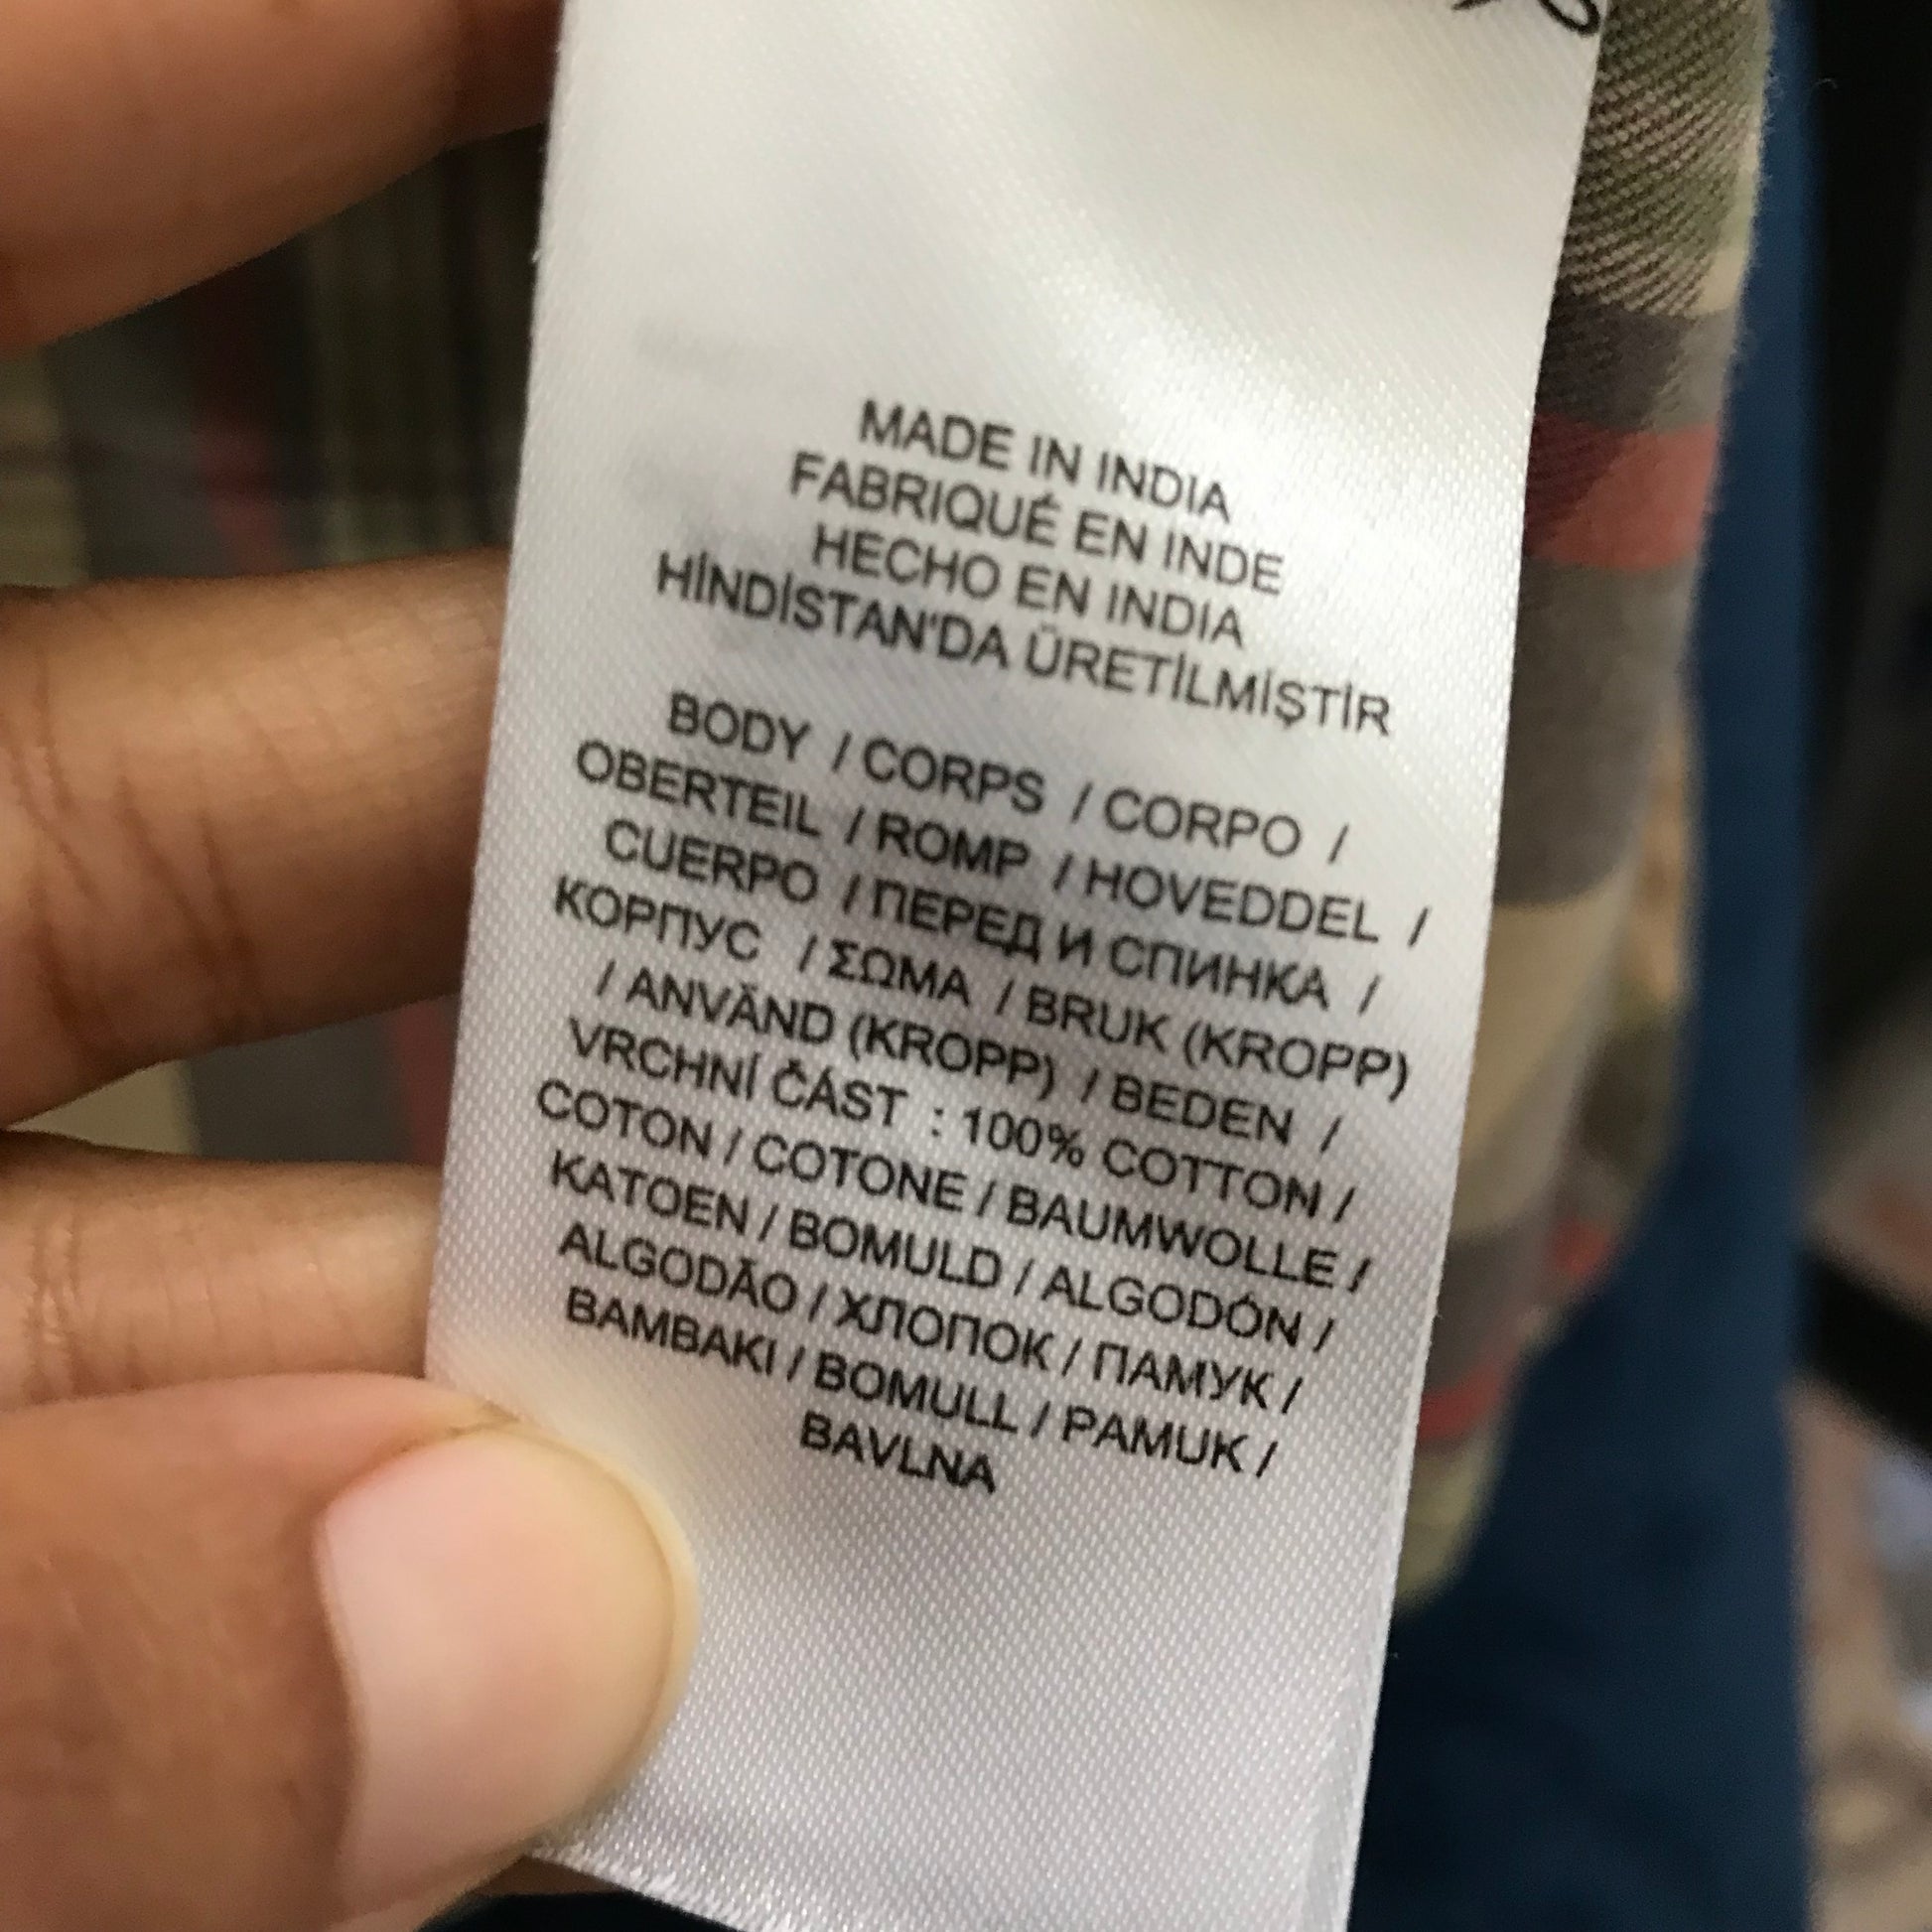 MADE IN INDIA
FABRIQUÉ EN INDE
HECHO EN INDIA
HİNDİSTAN'DA ÜRETİLMİŞTİR
BODY / CORPS / CORPO /
OBERTEIL / ROMP / HOVEDDEL /
CUERPO / ПЕРЕД И СПИНКА /
КОРПУС / ΣΩΜΑ / BRUK (KROPP)
/ ANVÄND (KROPP) / BEDEN /
VRCHNÍ ČÁST : 100% COTTON /
COTON / COTONE / BAUMWOLLE /
KATOEN / BOMULD / ALGODÓN /
ALGODÃO / ХЛОПОК / ПАМУК /
BAMBAKI / BOMULL / PAMUK /
BAVLNA